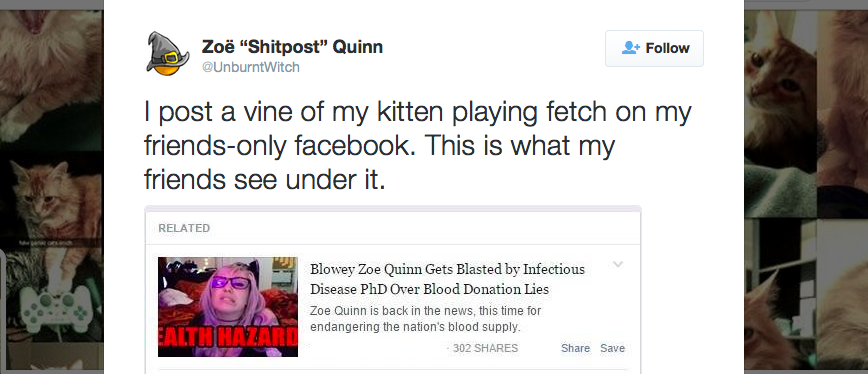 Zoë “Shitpost” Quinn
@UnburntWitch
Follow
I post a vine of my kitten playing fetch on my
friends-only facebook. This is what my
friends see under it.
RELATED
Blowey Zoe Quinn Gets Blasted by Infectious
Disease PhD Over Blood Donation Lies
Zoe Quinn is back in the news, this time for
endangering the nation's blood supply.
· 302 SHARES
Share Save
EALTH HAZARD